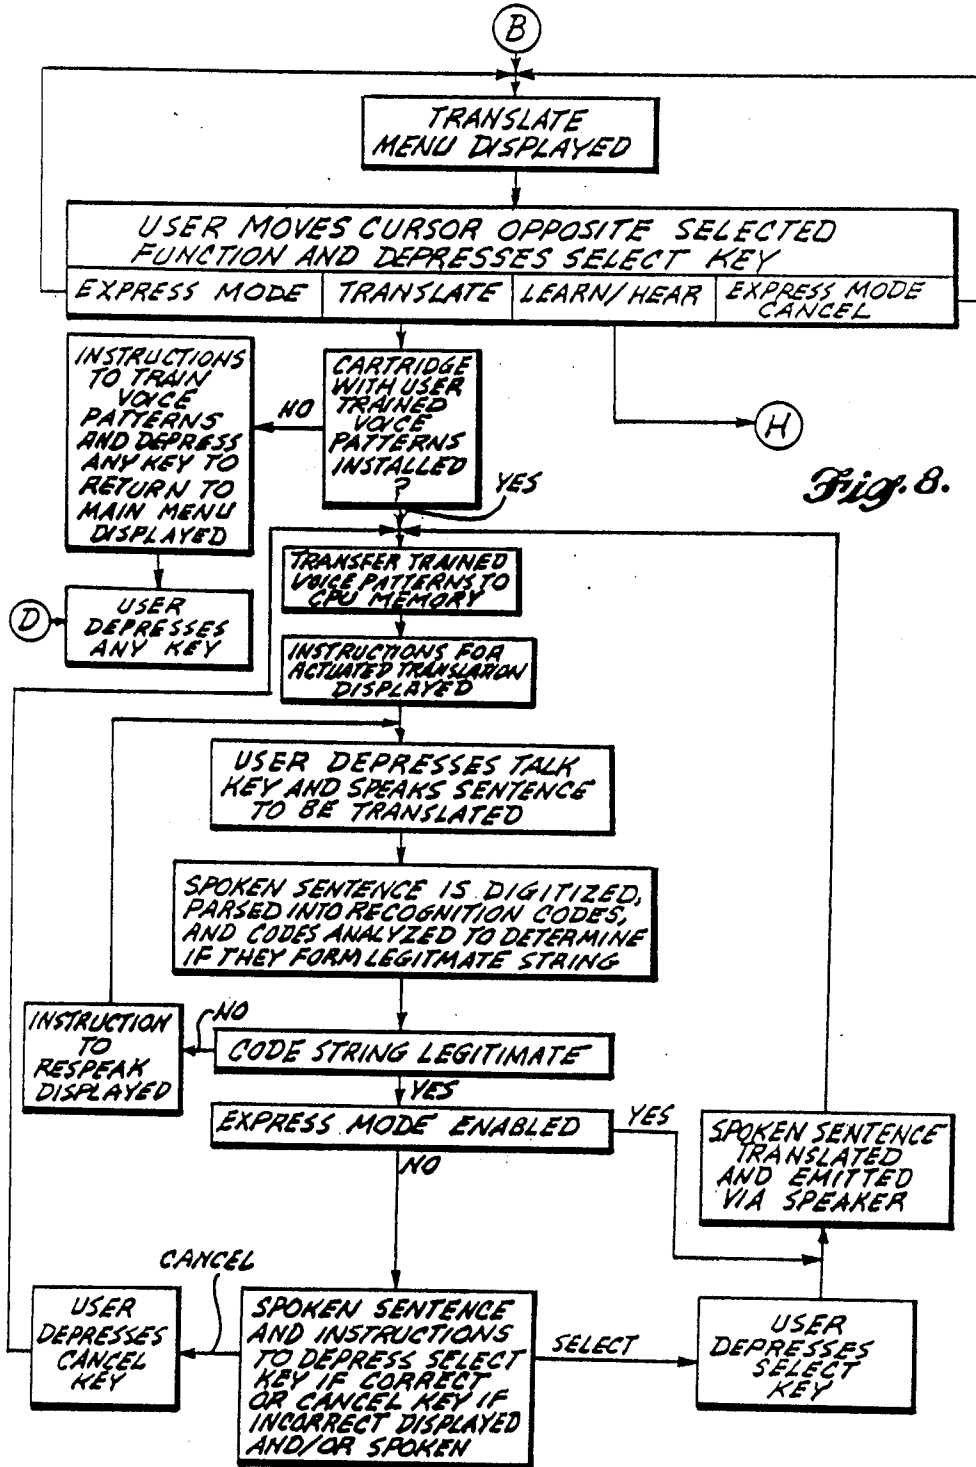 B
TRANSLATE
MENU DISPLAYED
USER MOVES CURSOR OPPOSITE SELECTED
FUNCTION AND DEPRESSES SELECT KEY
EXPRESS MODE
TRANSLATE
LEARN/HEAR
EXPRESS MODE
CANCEL
INSTRUCTIONS
TO TRAIN
VOICE
PATTERNS
AND DEPRESS
ANY KEY TO
RETURN TO
MAIN MENU
DISPLAYED
NO
CARTRIDGE
WITH USER
TRAINED
VOICE
PATTERNS
INSTALLED
?
YES
H
Fig. 8.
TRANSFER TRAINED
VOICE PATTERNS TO
CPU MEMORY
D
USER
DEPRESSES
ANY KEY
INSTRUCTIONS FOR
ACTUATED TRANSLATION
DISPLAYED
USER DEPRESSES TALK
KEY AND SPEAKS SENTENCE
TO BE TRANSLATED
SPOKEN SENTENCE IS DIGITIZED,
PARSED INTO RECOGNITION CODES,
AND CODES ANALYZED TO DETERMINE
IF THEY FORM LEGITMATE STRING
INSTRUCTION
TO
RESPEAK
DISPLAYED
NO
CODE STRING LEGITIMATE
YES
EXPRESS MODE ENABLED
YES
NO
SPOKEN SENTENCE
TRANSLATED
AND EMITTED
VIA SPEAKER
CANCEL
USER
DEPRESSES
CANCEL
KEY
SPOKEN SENTENCE
AND INSTRUCTIONS
TO DEPRESS SELECT
KEY IF CORRECT
OR CANCEL KEY IF
INCORRECT DISPLAYED
AND/OR SPOKEN
SELECT
USER
DEPRESSES
SELECT
KEY